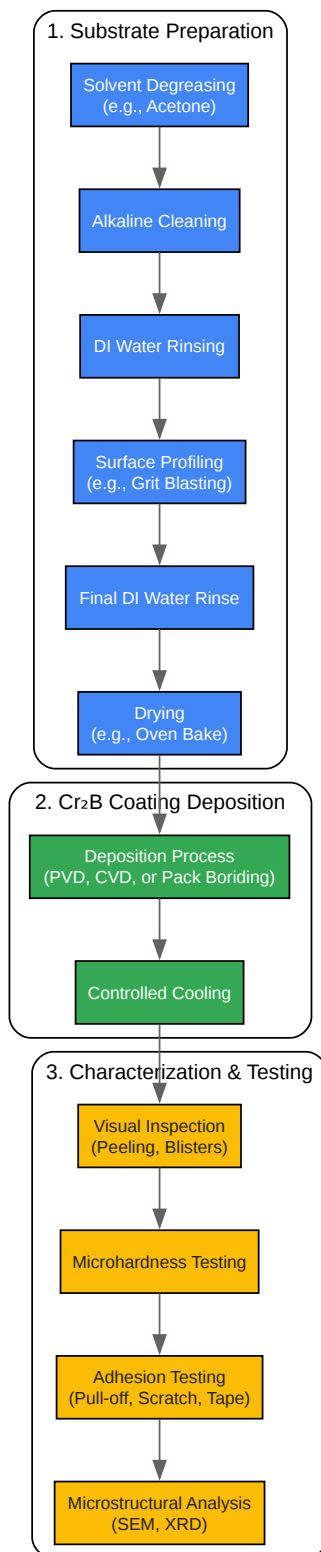 1. Substrate Preparation
Solvent Degreasing
(e.g., Acetone)
Alkaline Cleaning
DI Water Rinsing
Surface Profiling
(e.g., Grit Blasting)
Final DI Water Rinse
Drying
(e.g., Oven Bake)
2. Cr₂B Coating Deposition
Deposition Process
(PVD, CVD, or Pack Boriding)
Controlled Cooling
3. Characterization & Testing
Visual Inspection
(Peeling, Blisters)
Microhardness Testing
Adhesion Testing
(Pull-off, Scratch, Tape)
Microstructural Analysis
(SEM, XRD)